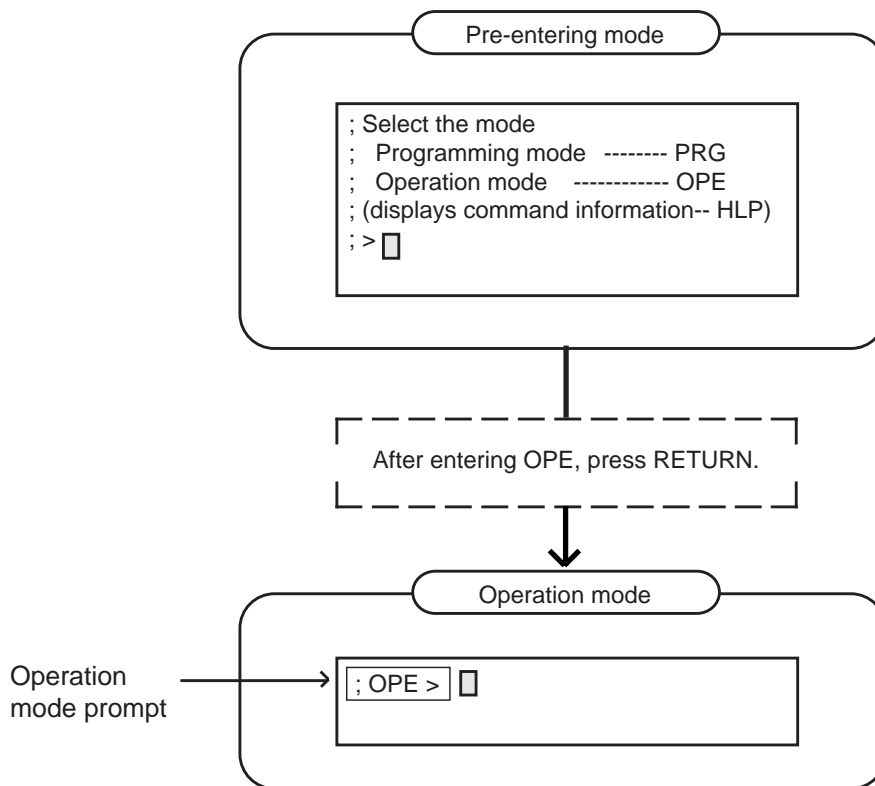 Pre-entering mode
; Select the mode
;   Programming mode   -------- PRG
;   Operation mode    ------------- OPE
; (displays command information-- HLP)
; >
After entering OPE, press RETURN.
Operation mode
Operation
mode prompt
; OPE >